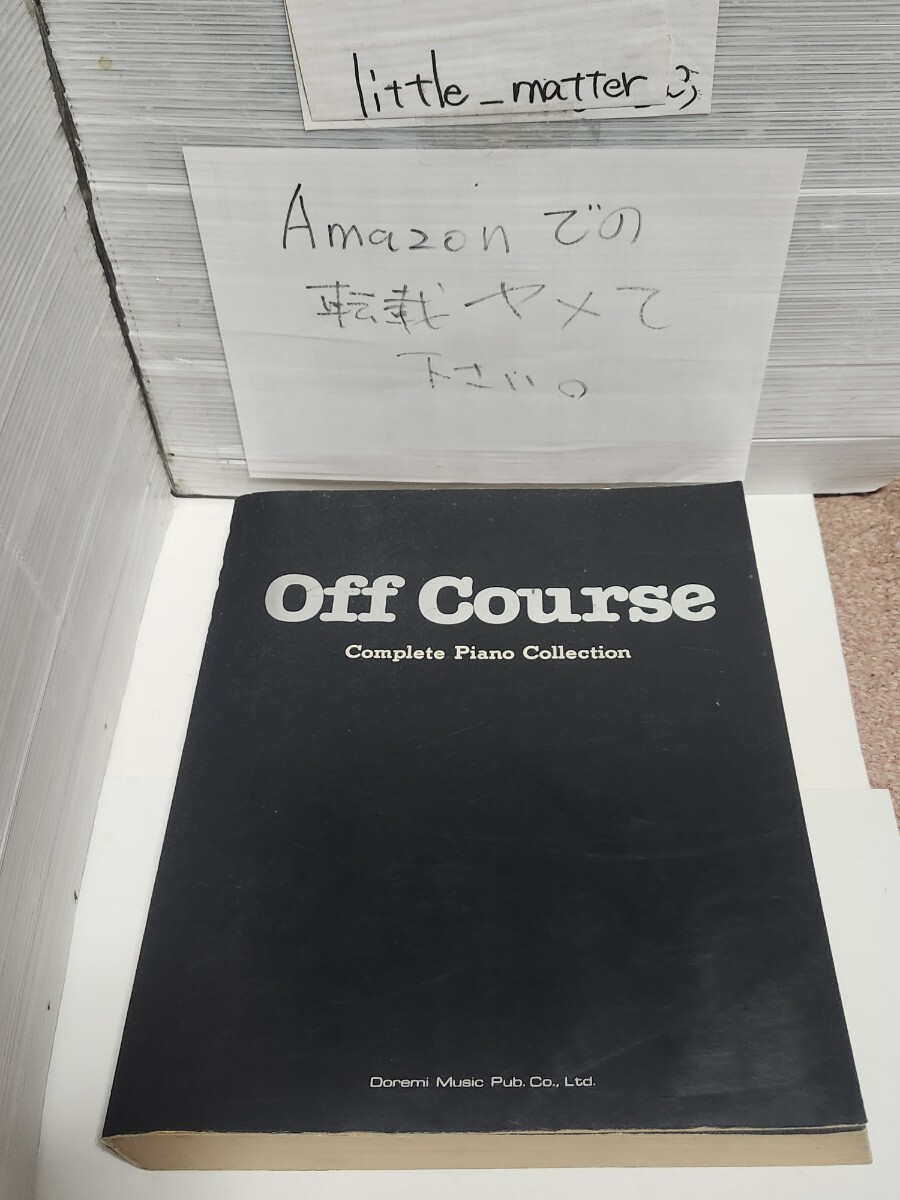 little_matter
Amazonでの
転載ヤメて
下さい。
Off Course
Complete Piano Collection
Doremi Music Pub. Co., Ltd.